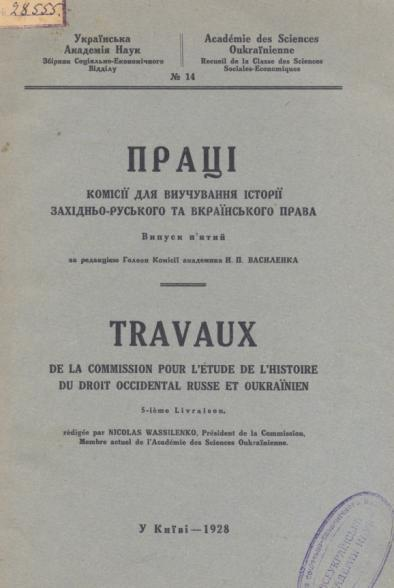 28555.
Українська
Академія Наук
Збірник Соціяльно-Економічного
Відділу
Académie des Sciences
Oukraïnienne
Recueil de la Classe des Sciences
Sociales-Economiques
№ 14
ПРАЦІ
КОМІСІЇ ДЛЯ ВИУЧУВАННЯ ІСТОРІЇ
ЗАХІДНЬО-РУСЬКОГО ТА ВКРАЇНСЬКОГО ПРАВА
Випуск п'ятий
за редакцією Голови Комісії академика Н. П. ВАСИЛЕНКА
TRAVAUX
DE LA COMMISSION POUR L'ÉTUDE DE L'HISTOIRE
DU DROIT OCCIDENTAL RUSSE ET OUKRAÏNIEN
5-ième Livraison.
rédigée par NICOLAS WASSILENKO, Président de la Commission,
Membre actuel de l'Académie des Sciences Oukraïnienne.
У Київі—1928